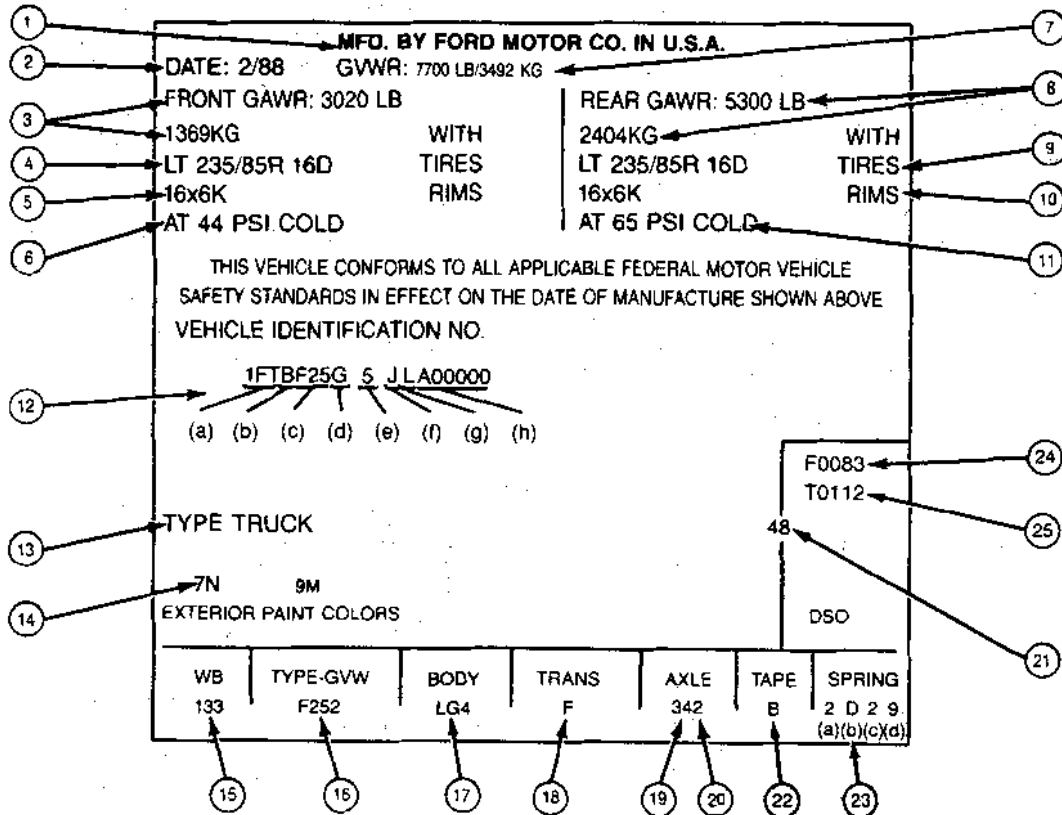 1
MFD. BY FORD MOTOR CO. IN U.S.A.
7
2
DATE: 2/88 GVWR: 7700 LB/3492 KG
FRONT GAWR: 3020 LB REAR GAWR: 5300 LB
8
3
1369KG WITH 2404KG WITH
4
LT 235/85R 16D TIRES LT 235/85R 16D TIRES
9
5
16x6K RIMS 16x6K RIMS
10
6
AT 44 PSI COLD AT 65 PSI COLD
11
THIS VEHICLE CONFORMS TO ALL APPLICABLE FEDERAL MOTOR VEHICLE
SAFETY STANDARDS IN EFFECT ON THE DATE OF MANUFACTURE SHOWN ABOVE
VEHICLE IDENTIFICATION NO.
1FTBF25G 5 JLA00000
12
(a) (b) (c) (d) (e) (f) (g) (h)
F0083
24
T0112
25
13
TYPE TRUCK
48
14
7N 9M
EXTERIOR PAINT COLORS
DSO
21
WB TYPE-GVW BODY TRANS AXLE TAPE SPRING
133 F252 LG4 F 342 B 2 D 2 9
(a)(b)(c)(d)
15 16 17 18 19 20 22 23